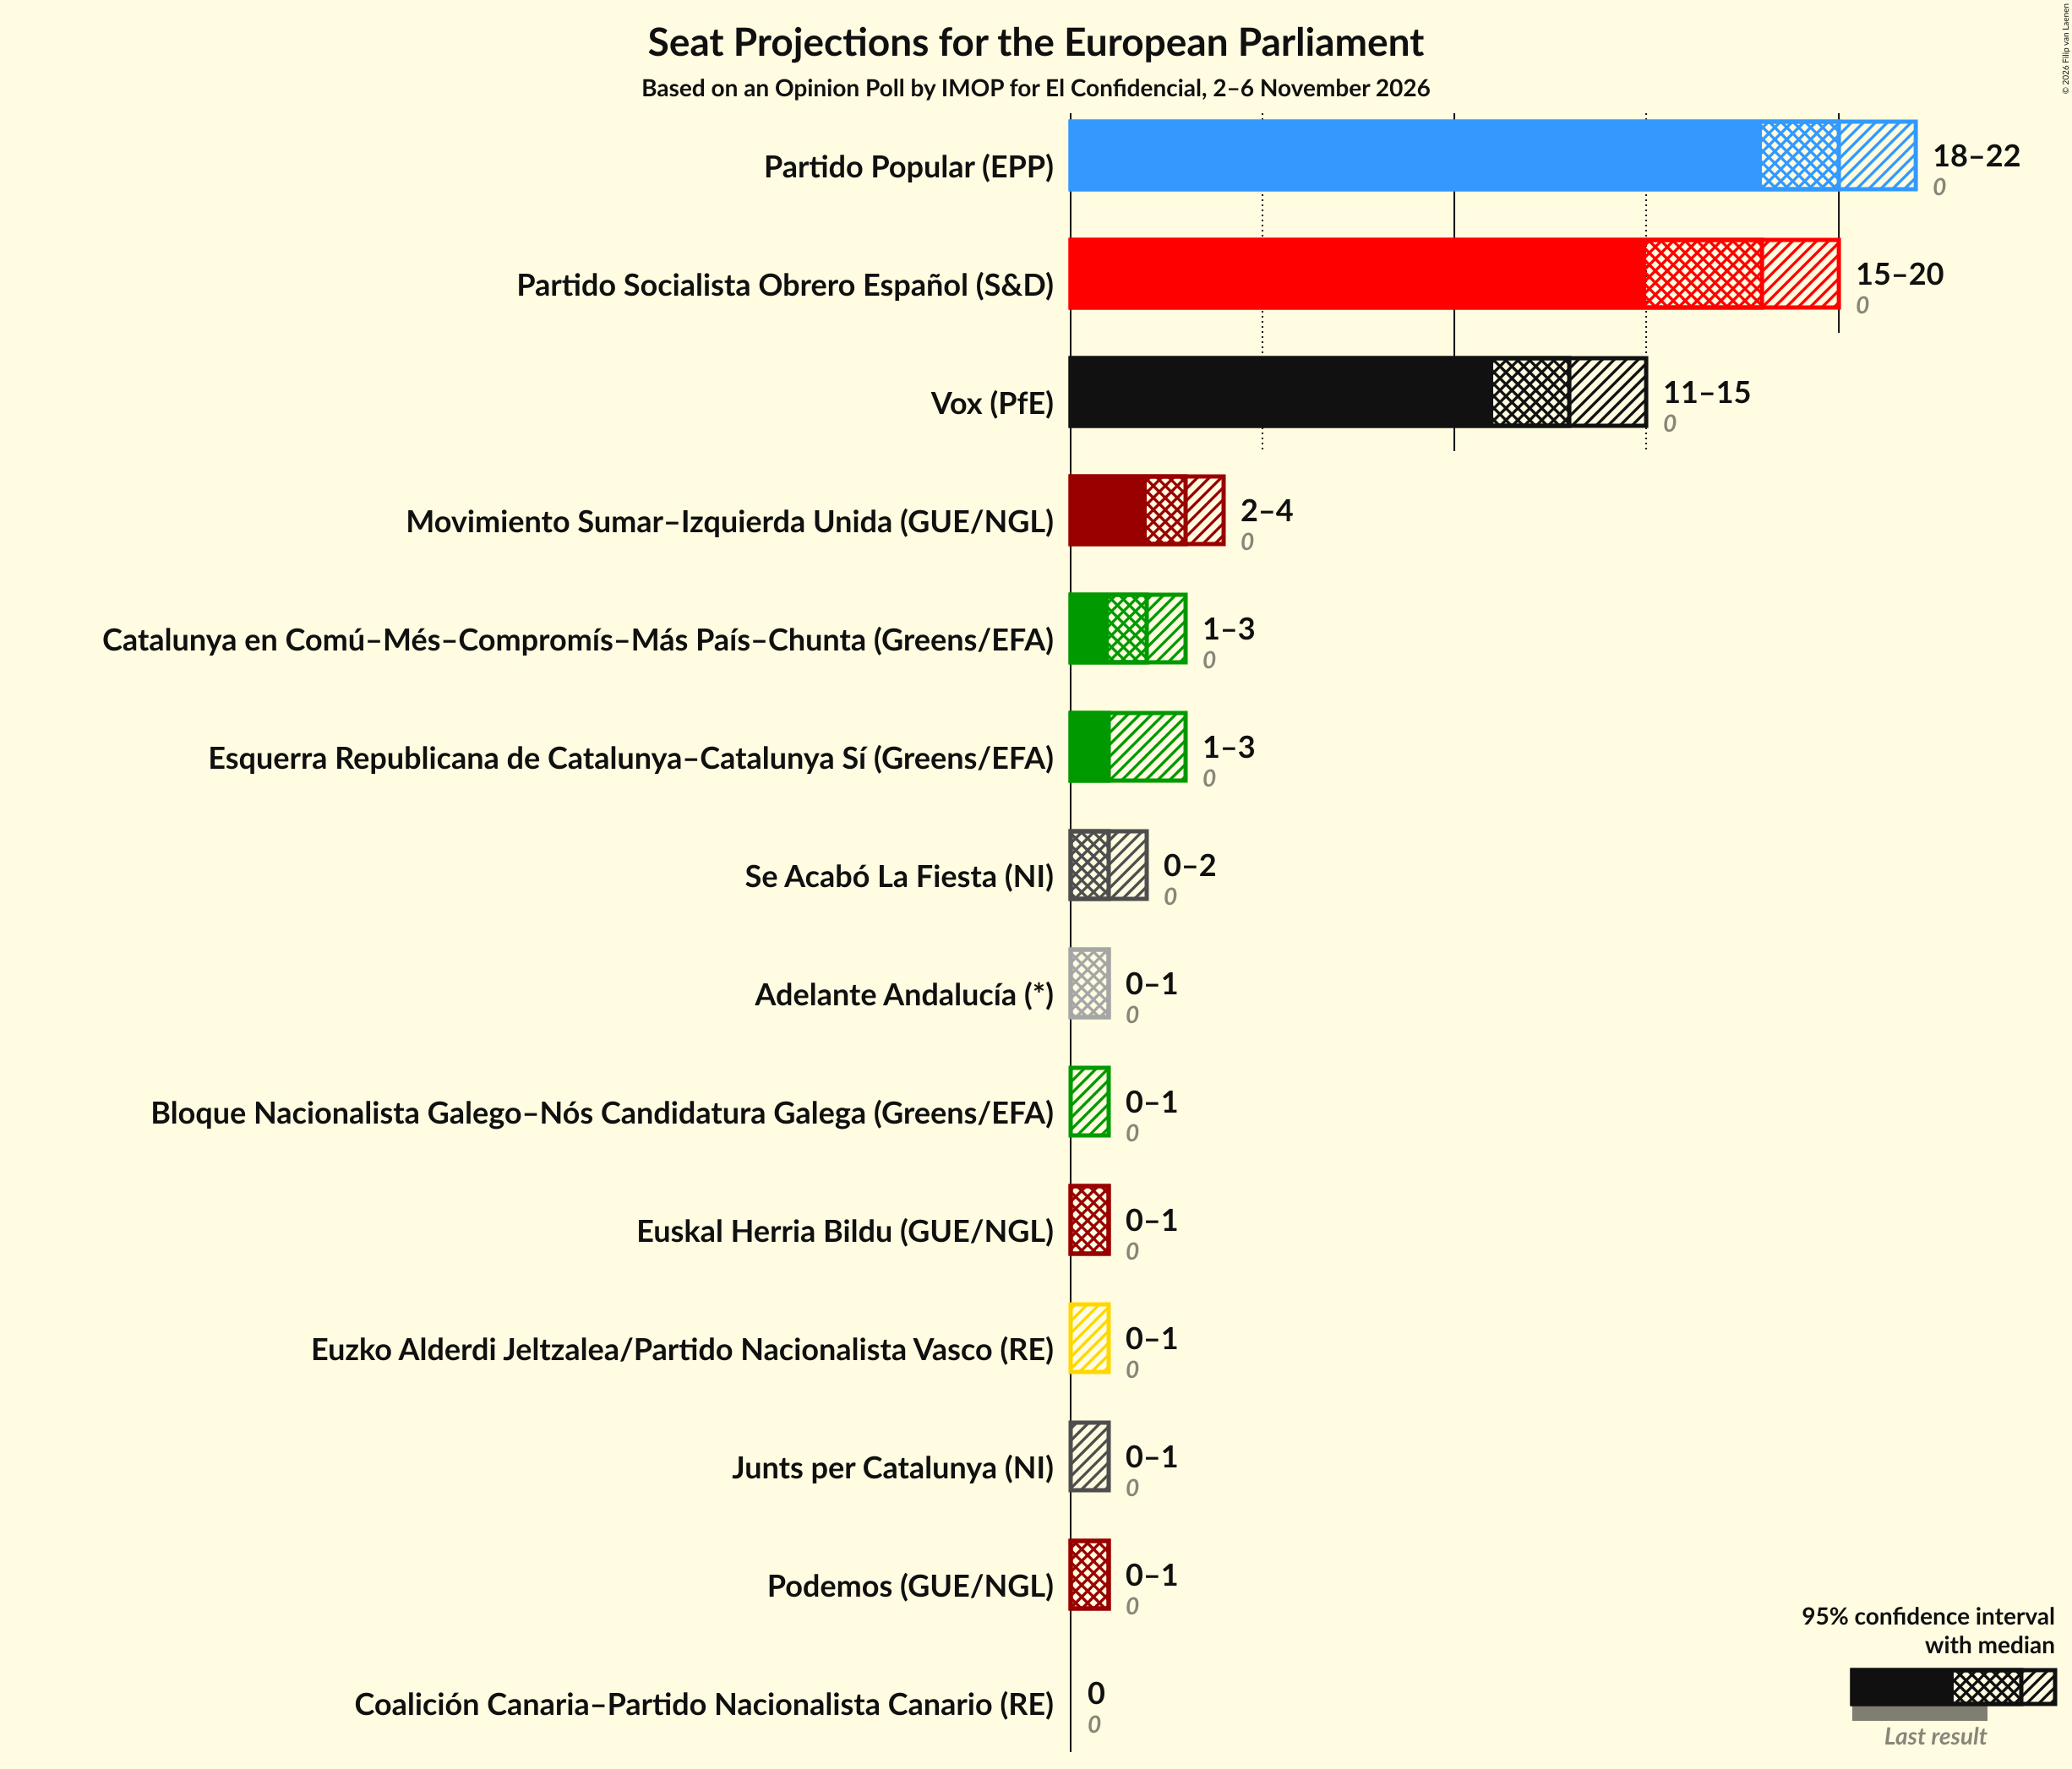 Seat Projections for the European Parliament
Based on an Opinion Poll by IMOP for El Confidencial, 2–6 November 2026
© 2026 Filip van Laenen
Partido Popular (EPP)
18–22
0
Partido Socialista Obrero Español (S&D)
15–20
0
Vox (PfE)
11–15
0
Movimiento Sumar–Izquierda Unida (GUE/NGL)
2–4
0
Catalunya en Comú–Més–Compromís–Más País–Chunta (Greens/EFA)
1–3
0
Esquerra Republicana de Catalunya–Catalunya Sí (Greens/EFA)
1–3
0
Se Acabó La Fiesta (NI)
0–2
0
Adelante Andalucía (*)
0–1
0
Bloque Nacionalista Galego–Nós Candidatura Galega (Greens/EFA)
0–1
0
Euskal Herria Bildu (GUE/NGL)
0–1
0
Euzko Alderdi Jeltzalea/Partido Nacionalista Vasco (RE)
0–1
0
Junts per Catalunya (NI)
0–1
0
Podemos (GUE/NGL)
0–1
0
Coalición Canaria–Partido Nacionalista Canario (RE)
0
0
95% confidence interval
with median
Last result